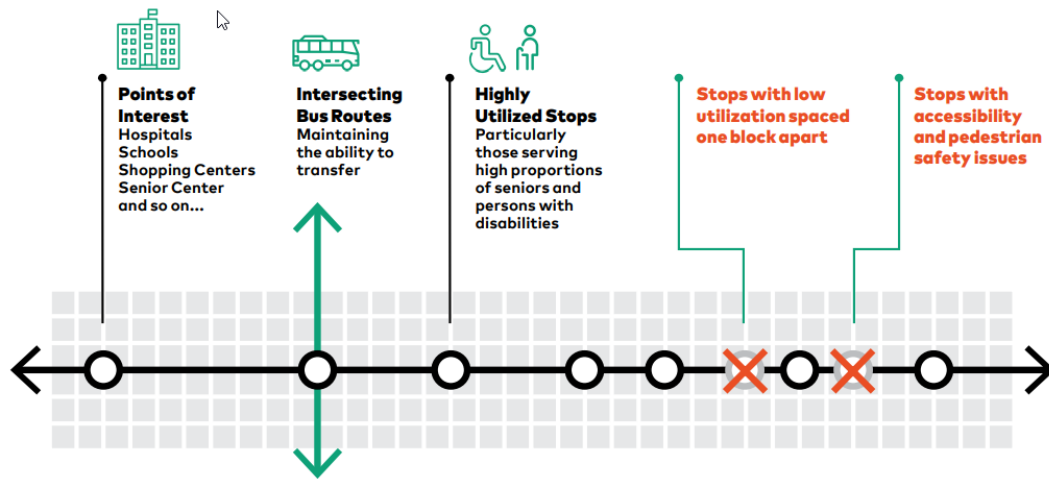 Points of
Interest
Hospitals
Schools
Shopping Centers
Senior Center
and so on...
Intersecting
Bus Routes
Maintaining
the ability to
transfer
Highly
Utilized Stops
Particularly
those serving
high proportions
of seniors and
persons with
disabilities
Stops with low
utilization spaced
one block apart
Stops with
accessibility
and pedestrian
safety issues